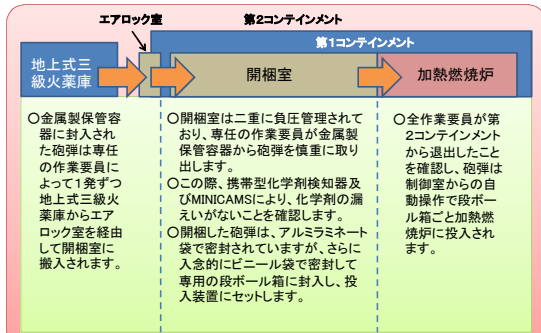 エアロック室
第2コンテインメント
第1コンテインメント
地上式三
級火薬庫
開梱室
加熱燃焼炉
○金属製保管容
器に封入され
た砲弾は専任
の作業要員に
よって1発ずつ
地上式三級火
薬庫からエア
ロック室を経由
して開梱室に
搬入されます。
○開梱室は二重に負圧管理されて
おり、専任の作業要員が金属製
保管容器から砲弾を慎重に取り
出します。
○この際、携帯型化学剤検知器及
びMINICAMSにより、化学剤の漏
えいがないことを確認します。
○開梱した砲弾は、アルミラミネート
袋で密封されていますが、さらに
入念的にビニール袋で密封して
専用の段ボール箱に封入し、投
入装置にセットします。
○全作業要員が第
2コンテインメント
から退出したこと
を確認し、砲弾は
制御室からの自
動操作で段ボー
ル箱ごと加熱燃
焼炉に投入されま
す。